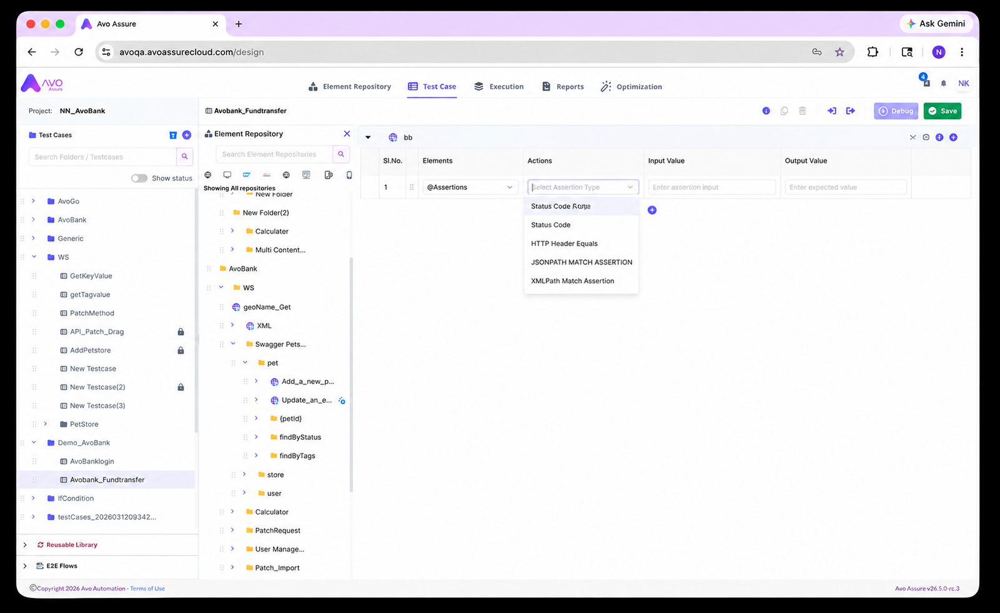 Avo Assure
Ask Gemini
avoqa.avoassurecloud.com/design
N
AVO
Assure
Element Repository
Test Case
Execution
Reports
Optimization
4
NK
Project: NN_AvoBank
Avobank_Fundtransfer
Debug
Save
Test Cases
Search Folders / Testcases
Show status
AvoGo
AvoBank
Generic
WS
GetKeyValue
getTagvalue
PatchMethod
API_Patch_Drag
AddPetstore
New Testcase
New Testcase(2)
New Testcase(3)
PetStore
Demo_AvoBank
AvoBanklogin
Avobank_Fundtransfer
IfCondition
testCases_2026031209342...
Reusable Library
E2E Flows
Element Repository
Search Element Repositories
Showing All repositories
New Folder
New Folder(2)
Calculater
Multi Content...
AvoBank
WS
geoName_Get
XML
Swagger Pets...
pet
Add_a_new_p...
Update_an_e...
{petId}
findByStatus
findByTags
store
user
Calculator
PatchRequest
User Manage...
Patch_Import
bb
Sl.No.
Elements
Actions
Input Value
Output Value
1
@Assertions
Select Assertion Type
Enter assertion input
Enter expected value
Status Code
Status Code
HTTP Header Equals
JSONPATH MATCH ASSERTION
XMLPath Match Assertion
©Copyright 2026 Avo Automation - Terms of Use
Avo Assure v26.5.0-rc.3